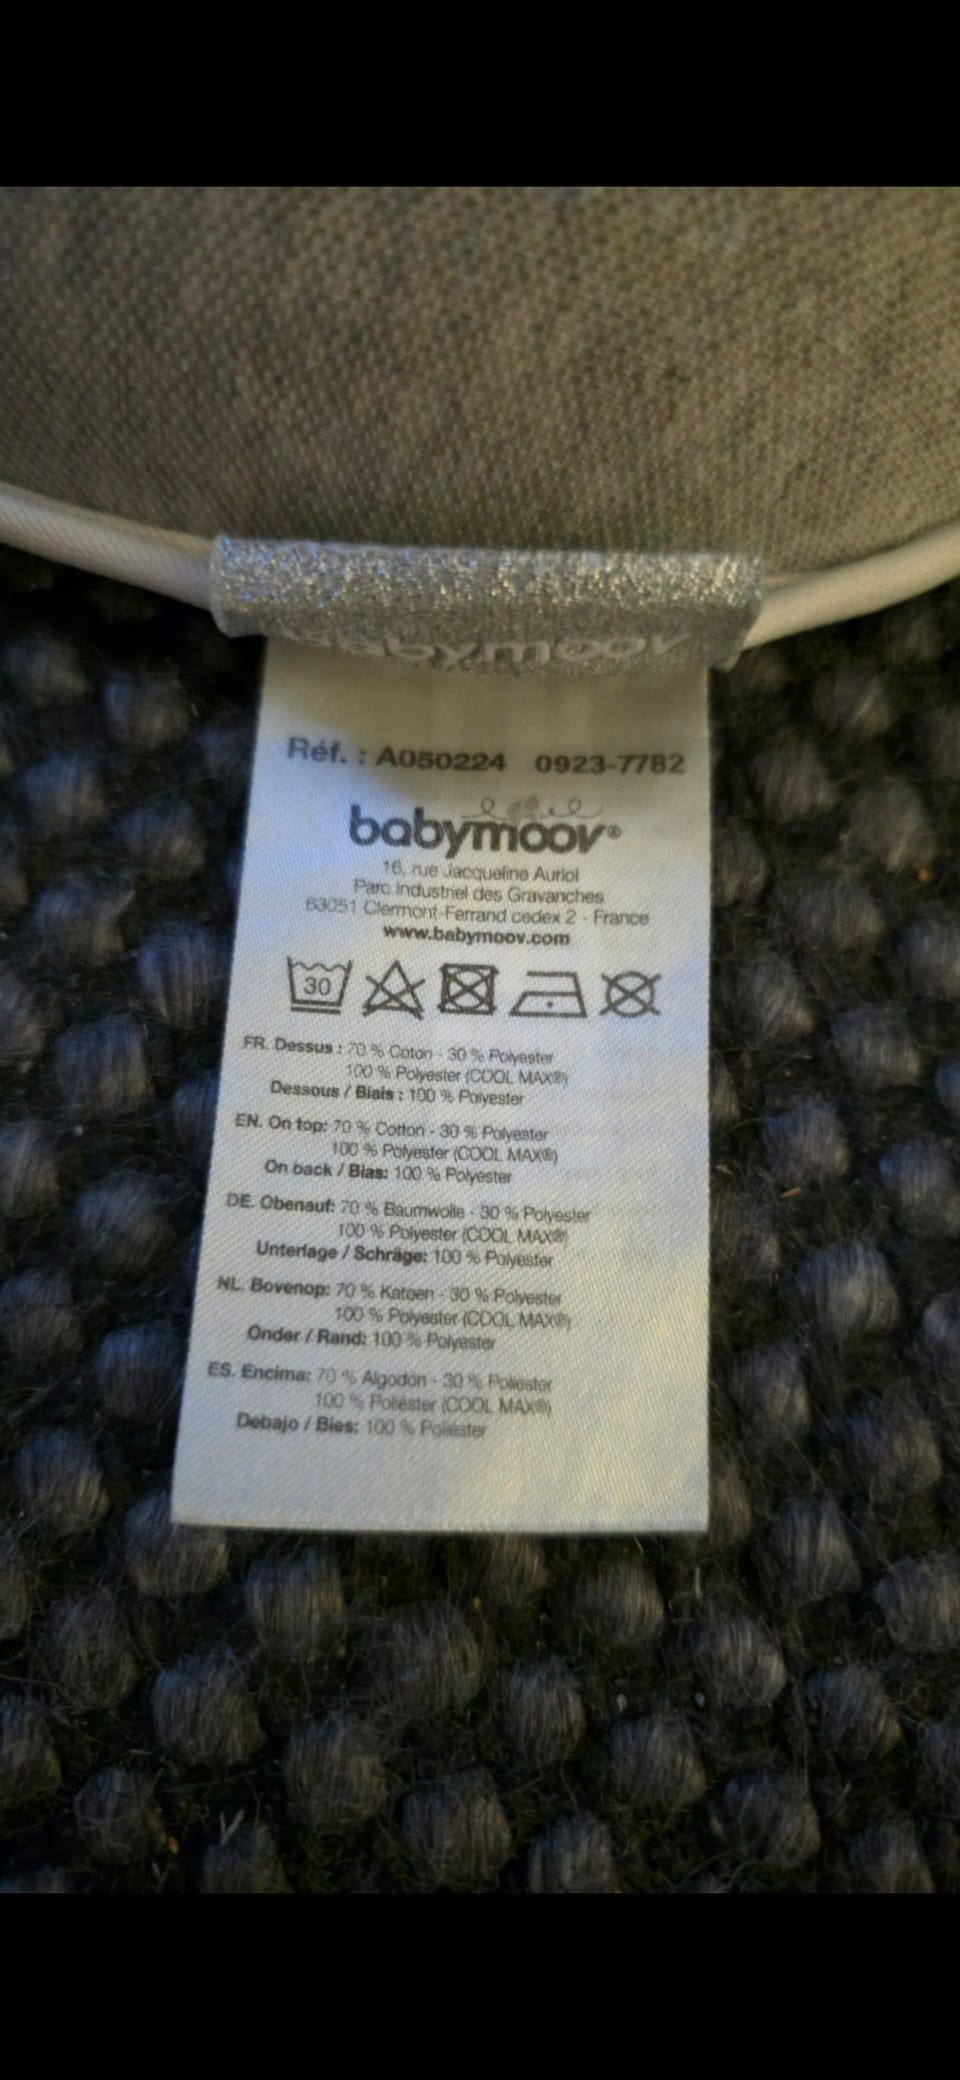 babymoov
Réf. : A050224 0923-7782
babymoov®
16, rue Jacqueline Auriol
Parc Industriel des Gravanches
63051 Clermont-Ferrand cedex 2 - France
www.babymoov.com
30
FR. Dessus : 70 % Coton - 30 % Polyester
100 % Polyester (COOL MAX®)
Dessous / Biais : 100 % Polyester
EN. On top: 70 % Cotton - 30 % Polyester
100 % Polyester (COOL MAX®)
On back / Bias: 100 % Polyester
DE. Obenauf: 70 % Baumwolle - 30 % Polyester
100 % Polyester (COOL MAX®)
Unterlage / Schräge: 100 % Polyester
NL. Bovenop: 70 % Katoen - 30 % Polyester
100 % Polyester (COOL MAX®)
Onder / Rand: 100 % Polyester
ES. Encima: 70 % Algodón - 30 % Poliéster
100 % Poliéster (COOL MAX®)
Debajo / Bies: 100 % Poliéster